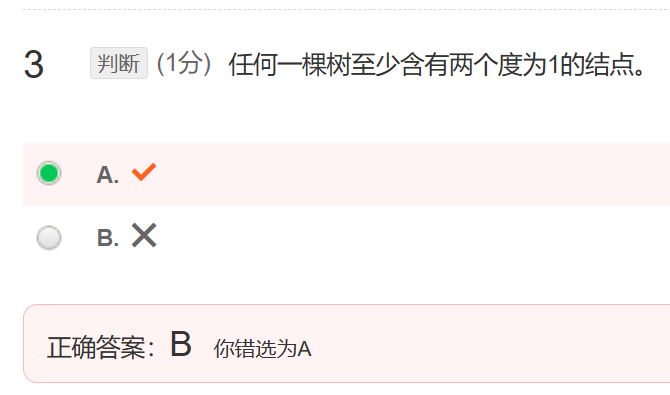 3 判断 (1分) 任何一棵树至少含有两个度为1的结点。
A. ✓
B. ✕
正确答案：B 你错选为A